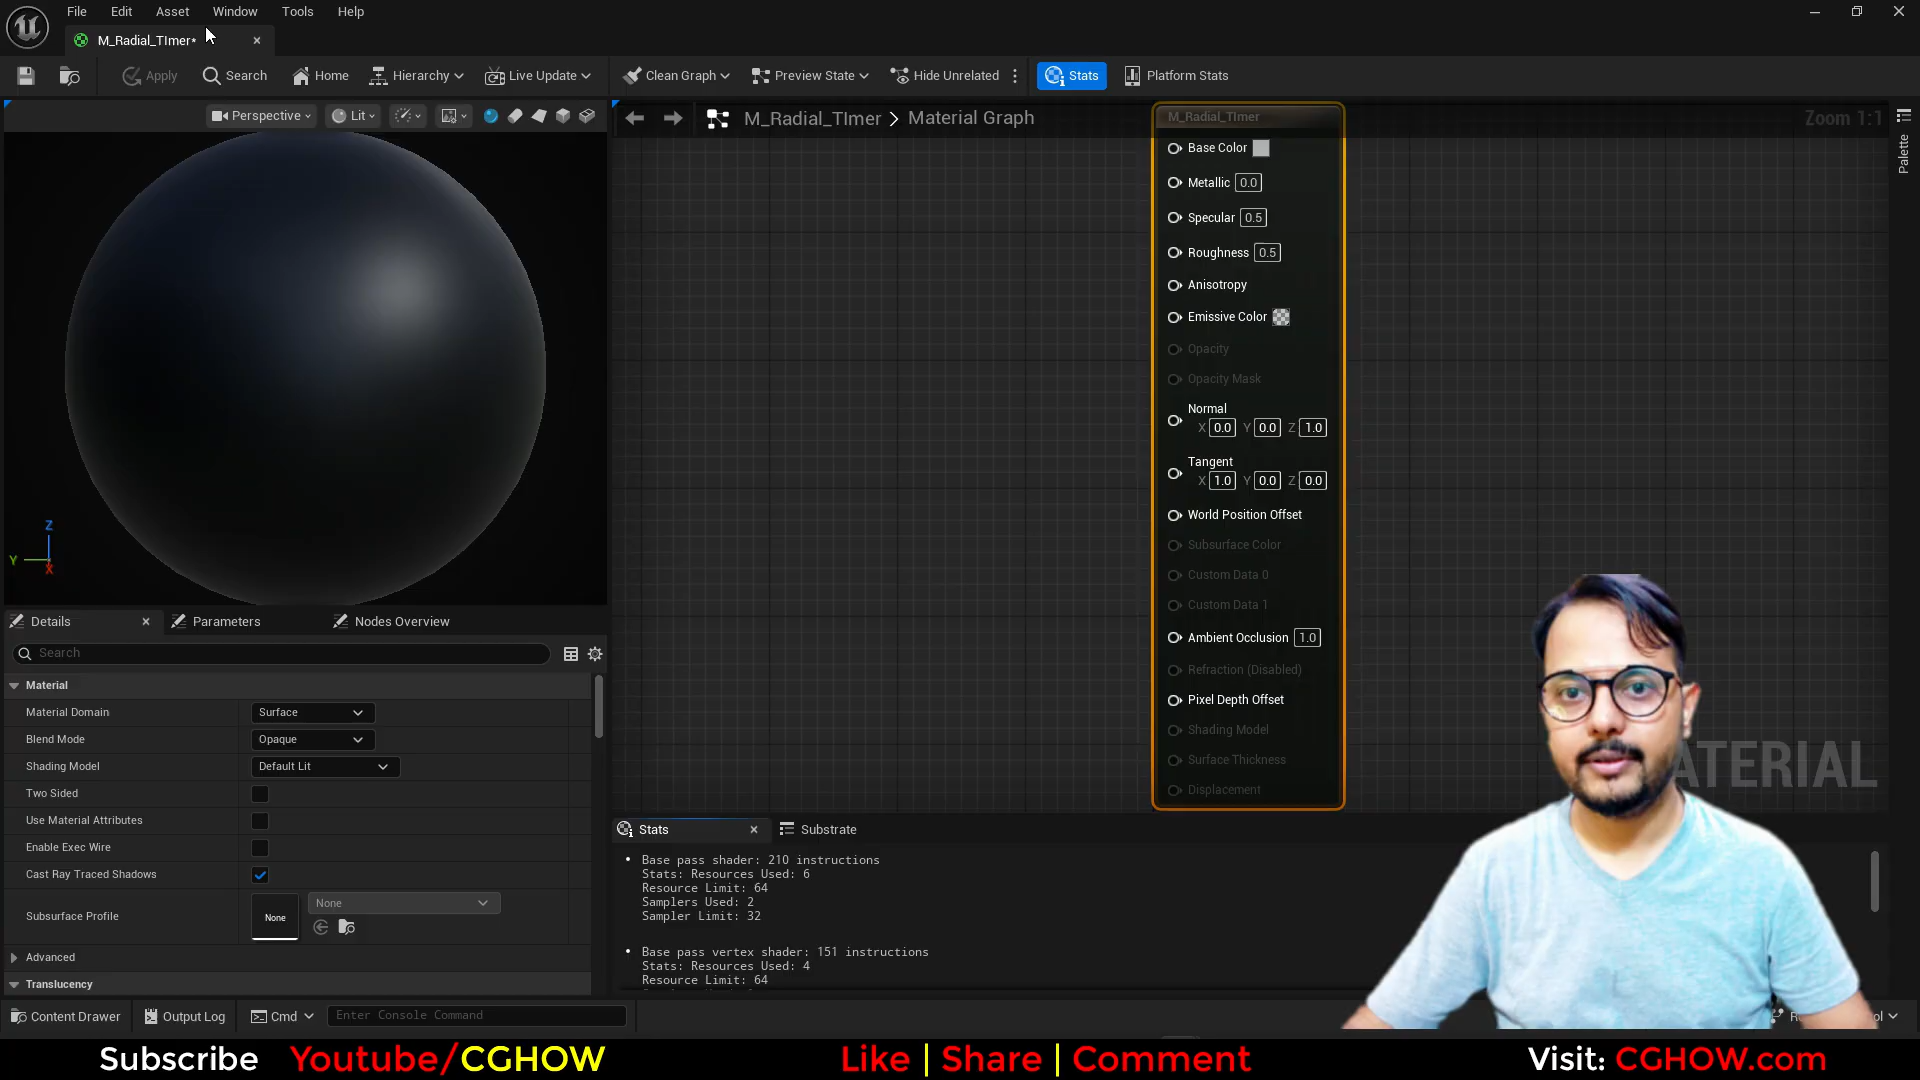 File Edit Asset Window Tools Help
M_Radial_TImer*
Apply Search Home Hierarchy Live Update Clean Graph Preview State Hide Unrelated Stats Platform Stats
Perspective Lit
M_Radial_TImer > Material Graph
Zoom 1:1
Palette
M_Radial_TImer
Base Color
Metallic 0.0
Specular 0.5
Roughness 0.5
Anisotropy
Emissive Color
Opacity
Opacity Mask
Normal
X 0.0 Y 0.0 Z 1.0
Tangent
X 1.0 Y 0.0 Z 0.0
World Position Offset
Subsurface Color
Custom Data 0
Custom Data 1
Ambient Occlusion 1.0
Refraction (Disabled)
Pixel Depth Offset
Shading Model
Surface Thickness
Displacement
Z
Y
X
Details Parameters Nodes Overview
Search
Material
Material Domain Surface
Blend Mode Opaque
Shading Model Default Lit
Two Sided
Use Material Attributes
Enable Exec Wire
Cast Ray Traced Shadows
Subsurface Profile None None
Advanced
Translucency
Stats Substrate
• Base pass shader: 210 instructions
Stats: Resources Used: 6
Resource Limit: 64
Samplers Used: 2
Sampler Limit: 32
• Base pass vertex shader: 151 instructions
Stats: Resources Used: 4
Resource Limit: 64
Content Drawer Output Log Cmd Enter Console Command
Subscribe Youtube/CGHOW Like | Share | Comment Visit: CGHOW.com